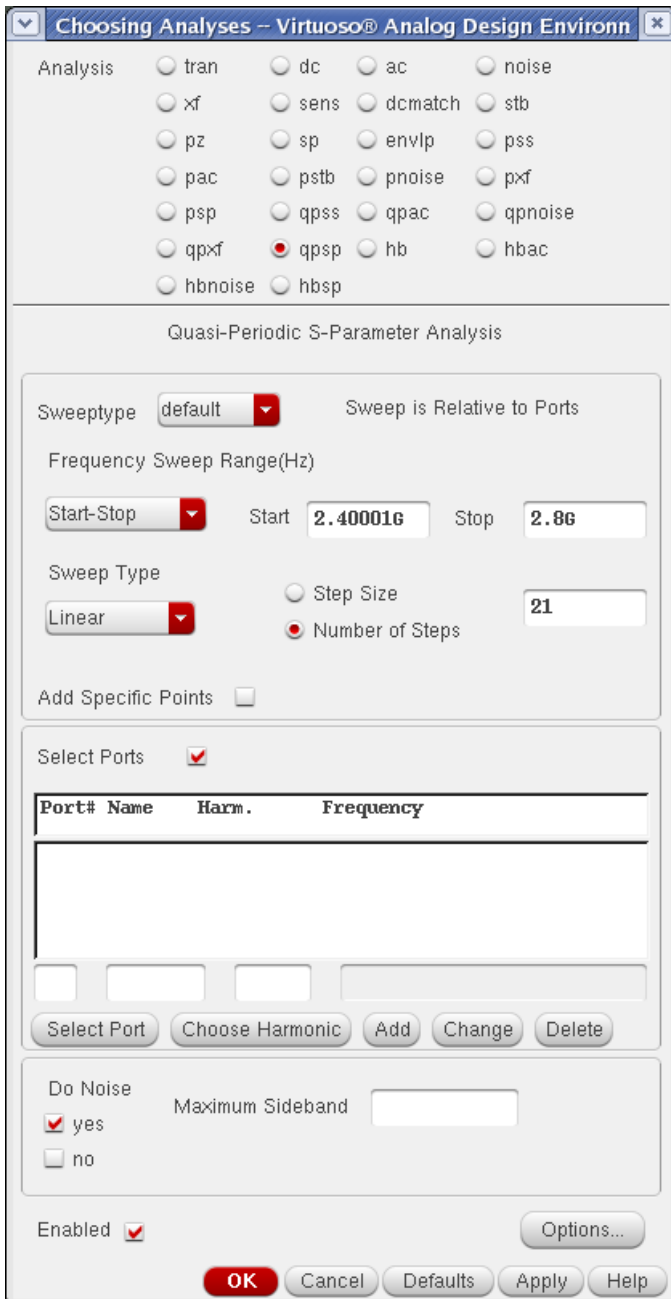 Choosing Analyses -- Virtuoso® Analog Design Environn
Analysis tran dc ac noise
xf sens dcmatch stb
pz sp envlp pss
pac pstb pnoise pxf
psp qpss qpac qpnoise
qpxf qpsp hb hbac
hbnoise hbsp
Quasi-Periodic S-Parameter Analysis
Sweeptype default Sweep is Relative to Ports
Frequency Sweep Range(Hz)
Start-Stop Start 2.40001G Stop 2.8G
Sweep Type
Step Size
Linear 21
Number of Steps
Add Specific Points
Select Ports
Port# Name Harm. Frequency
Select Port Choose Harmonic Add Change Delete
Do Noise
Maximum Sideband
yes
no
Enabled Options...
OK Cancel Defaults Apply Help